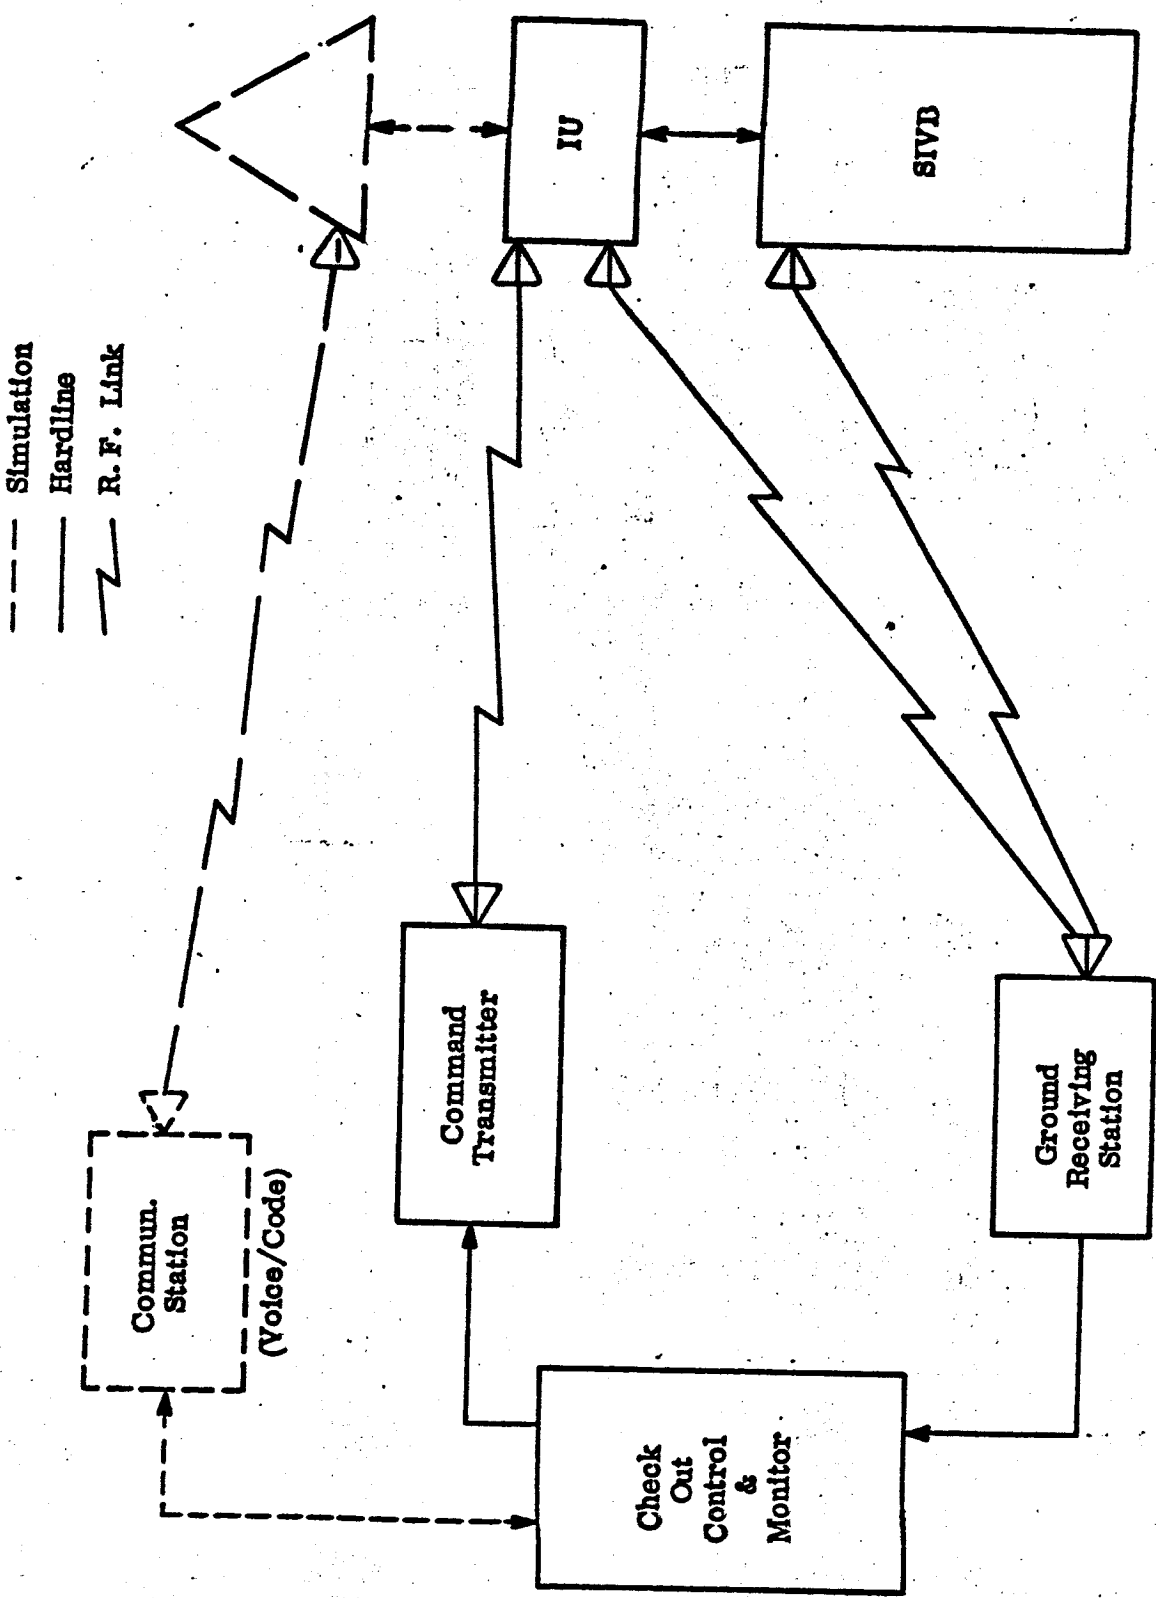 Simulation
Hardline
R.F. Link
IU
SIVB
Commun.
Station
(Voice/Code)
Command
Transmitter
Ground
Receiving
Station
Check
Out
Control
&
Monitor